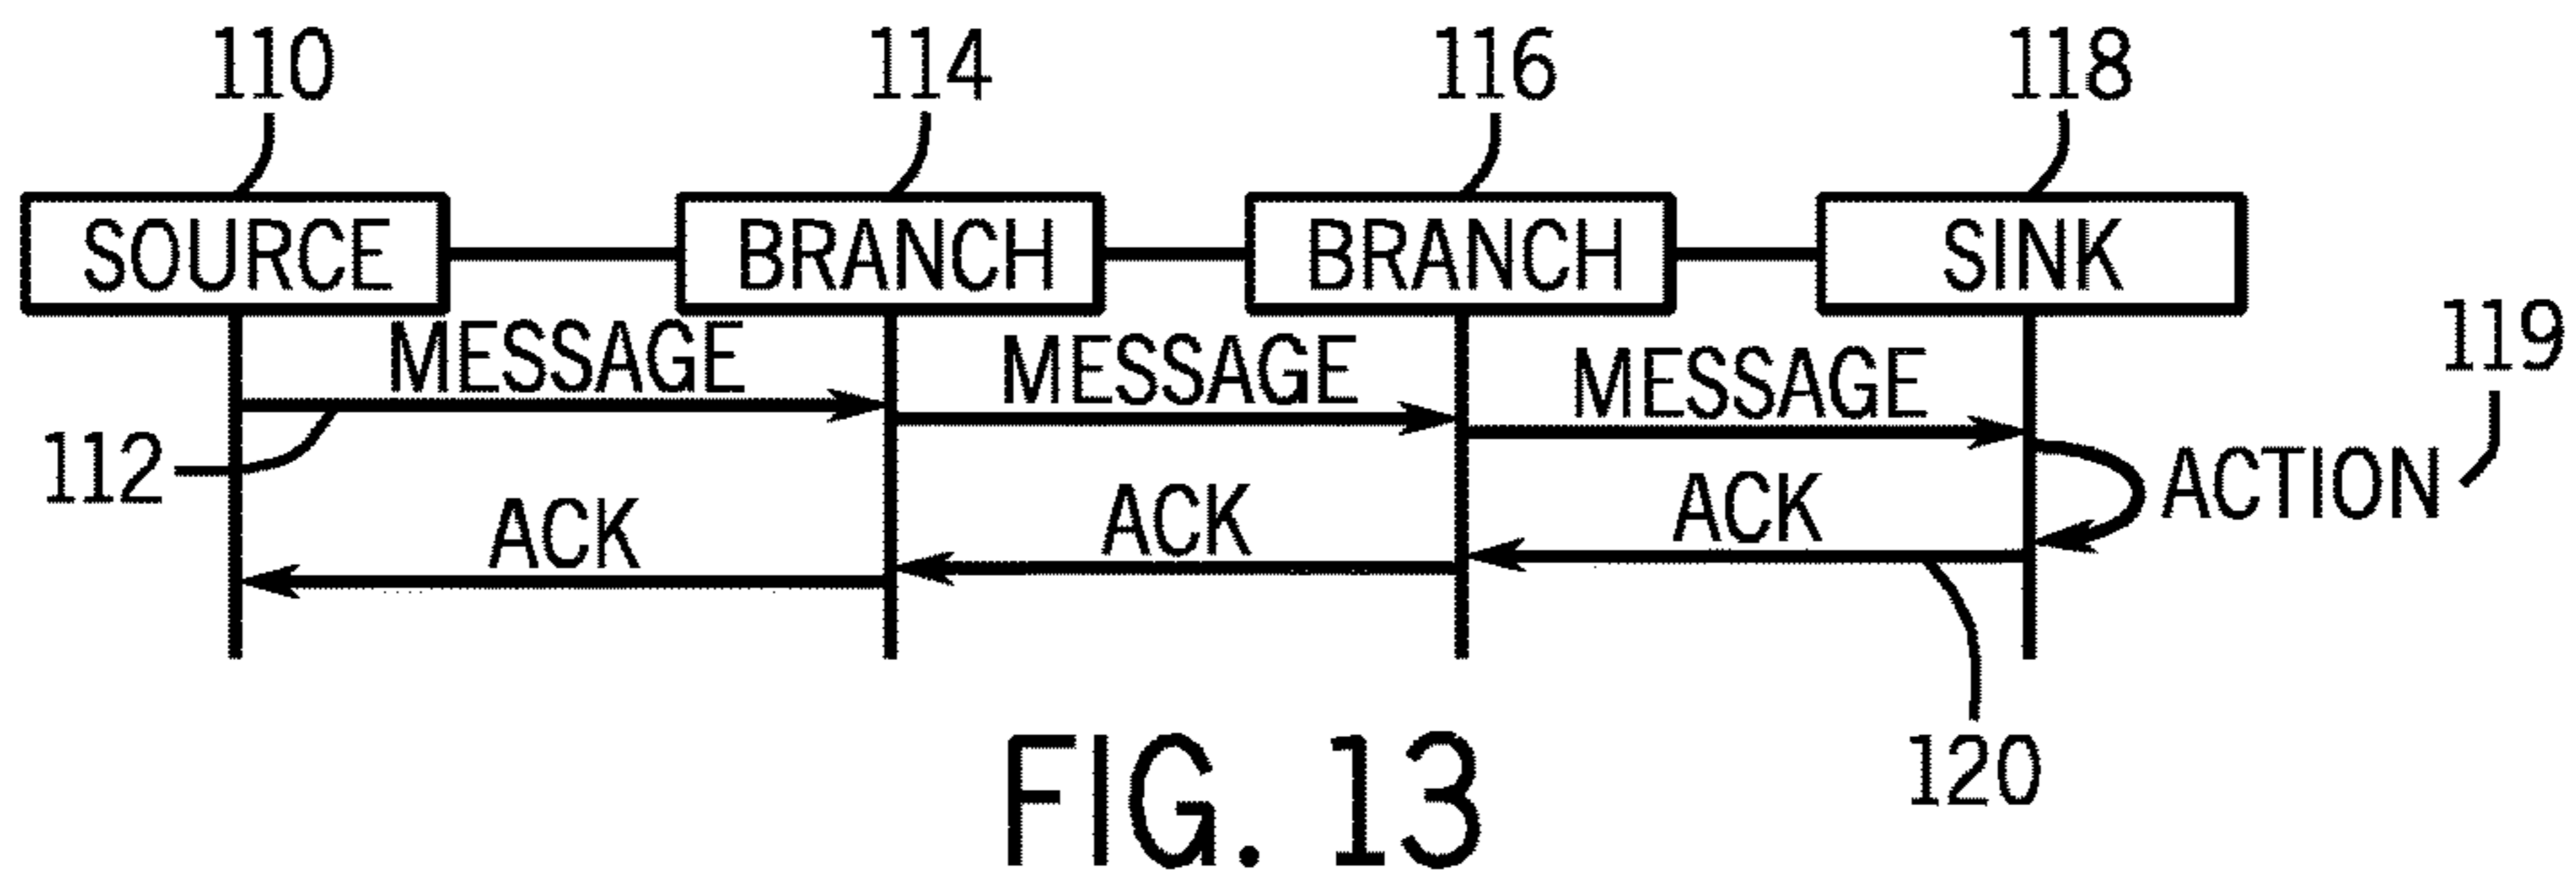 110 114 116 118
SOURCE BRANCH BRANCH SINK
119
MESSAGE MESSAGE MESSAGE
112 ACTION
ACK ACK ACK
120
FIG. 13